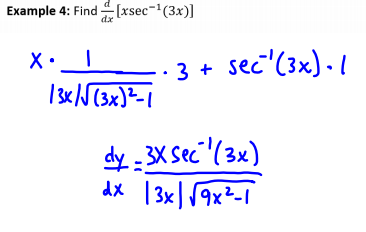 Example 4: Find d/dx [xsec⁻¹(3x)]
x · 1/(|3x|√((3x)²-1)) · 3 + sec⁻¹(3x) · 1
dy/dx = 3x sec⁻¹(3x)/(|3x|√(9x²-1))